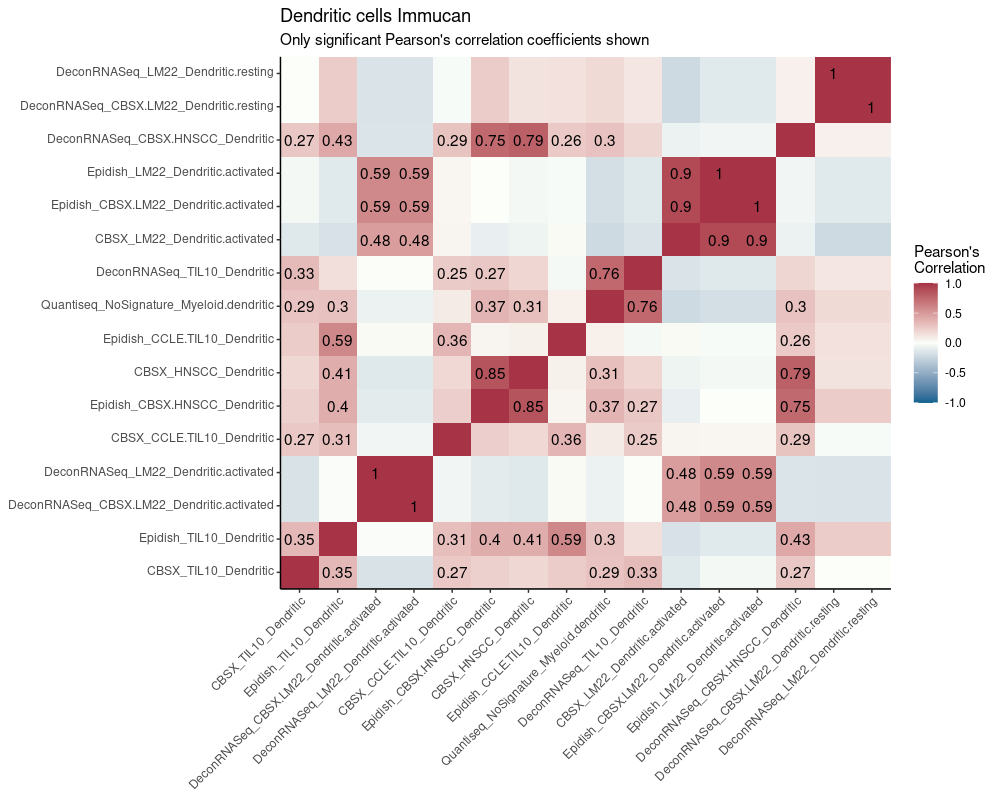 Dendritic cells Immucan
Only significant Pearson's correlation coefficients shown
DeconRNASeq_LM22_Dendritic.resting 1
DeconRNASeq_CBSX.LM22_Dendritic.resting 1
DeconRNASeq_CBSX.HNSCC_Dendritic 0.27 0.43 0.29 0.75 0.79 0.26 0.3
Epidish_LM22_Dendritic.activated 0.59 0.59 0.9 1
Epidish_CBSX.LM22_Dendritic.activated 0.59 0.59 0.9 1
CBSX_LM22_Dendritic.activated 0.48 0.48 0.9 0.9
DeconRNASeq_TIL10_Dendritic 0.33 0.25 0.27 0.76
Quantiseq_NoSignature_Myeloid.dendritic 0.29 0.3 0.37 0.31 0.76 0.3
Epidish_CCLE.TIL10_Dendritic 0.59 0.36 0.26
CBSX_HNSCC_Dendritic 0.41 0.85 0.31 0.79
Epidish_CBSX.HNSCC_Dendritic 0.4 0.85 0.37 0.27 0.75
CBSX_CCLE.TIL10_Dendritic 0.27 0.31 0.36 0.25 0.29
DeconRNASeq_LM22_Dendritic.activated 1 0.48 0.59 0.59
DeconRNASeq_CBSX.LM22_Dendritic.activated 1 0.48 0.59 0.59
Epidish_TIL10_Dendritic 0.35 0.31 0.4 0.41 0.59 0.3 0.43
CBSX_TIL10_Dendritic 0.35 0.27 0.29 0.33 0.27
CBSX_TIL10_Dendritic
Epidish_TIL10_Dendritic
DeconRNASeq_CBSX.LM22_Dendritic.activated
DeconRNASeq_LM22_Dendritic.activated
CBSX_CCLE.TIL10_Dendritic
Epidish_CBSX.HNSCC_Dendritic
CBSX_HNSCC_Dendritic
Epidish_CCLE.TIL10_Dendritic
Quantiseq_NoSignature_Myeloid.dendritic
DeconRNASeq_TIL10_Dendritic
CBSX_LM22_Dendritic.activated
Epidish_CBSX.LM22_Dendritic.activated
Epidish_LM22_Dendritic.activated
DeconRNASeq_CBSX.HNSCC_Dendritic
DeconRNASeq_CBSX.LM22_Dendritic.resting
DeconRNASeq_LM22_Dendritic.resting
Pearson's
Correlation
1.0
0.5
0.0
-0.5
-1.0